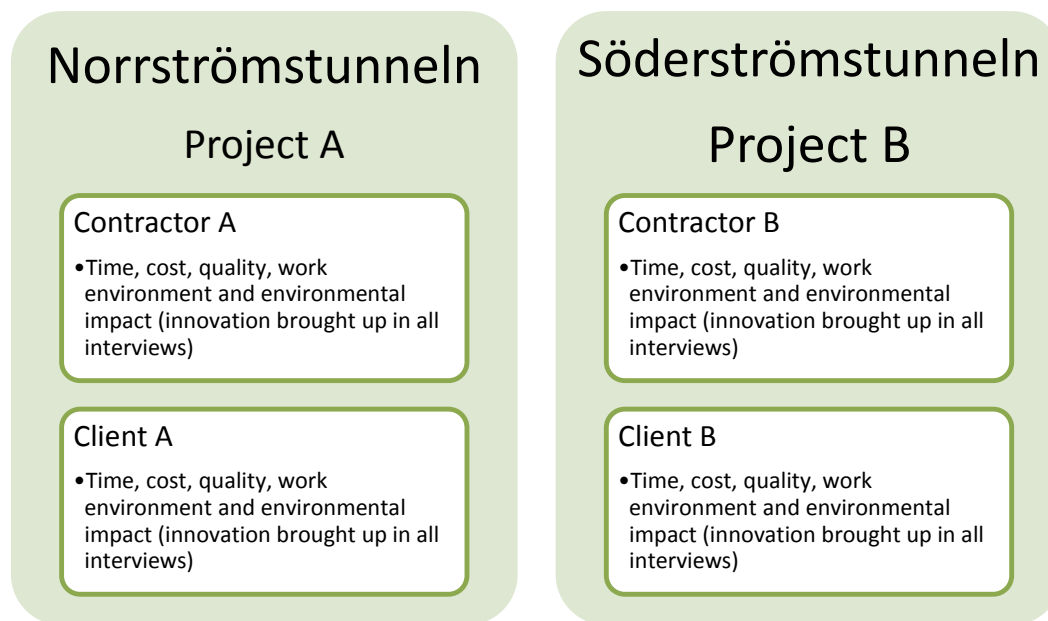 Norrströmstunneln
Project A
Contractor A
•Time, cost, quality, work
environment and environmental
impact (innovation brought up in all
interviews)
Client A
•Time, cost, quality, work
environment and environmental
impact (innovation brought up in all
interviews)
Söderströmstunneln
Project B
Contractor B
•Time, cost, quality, work
environment and environmental
impact (innovation brought up in all
interviews)
Client B
•Time, cost, quality, work
environment and environmental
impact (innovation brought up in all
interviews)